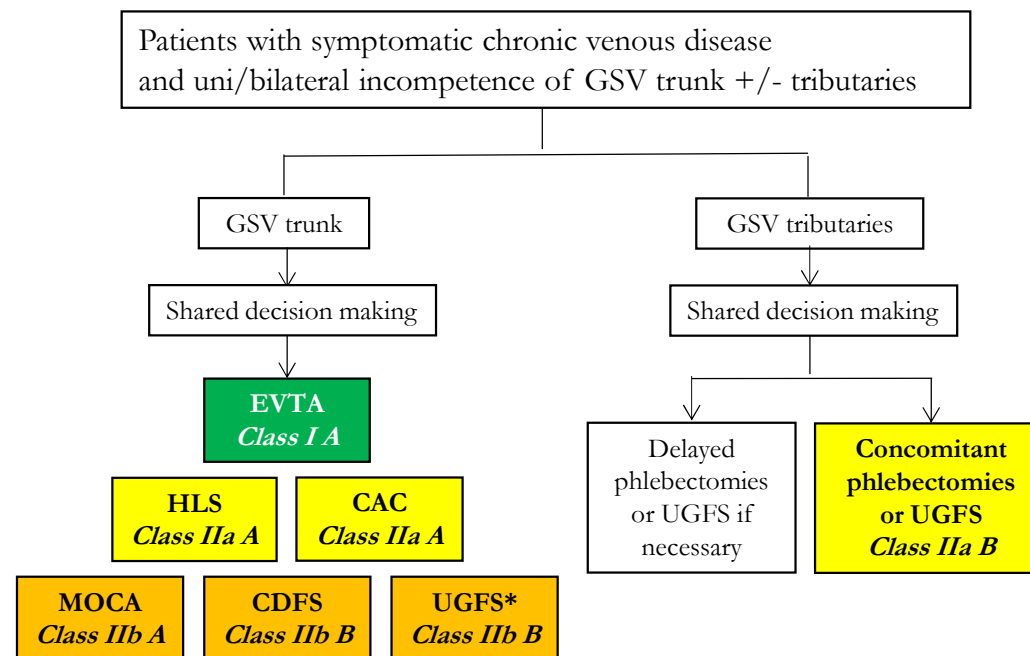 Patients with symptomatic chronic venous disease
and uni/bilateral incompetence of GSV trunk +/- tributaries
GSV trunk
GSV tributaries
Shared decision making
Shared decision making
EVTA
Class I A
HLS
Class IIa A
CAC
Class IIa A
MOCA
Class IIb A
CDFS
Class IIb B
UGFS*
Class IIb B
Delayed
phlebectomies
or UGFS if
necessary
Concomitant
phlebectomies
or UGFS
Class IIa B